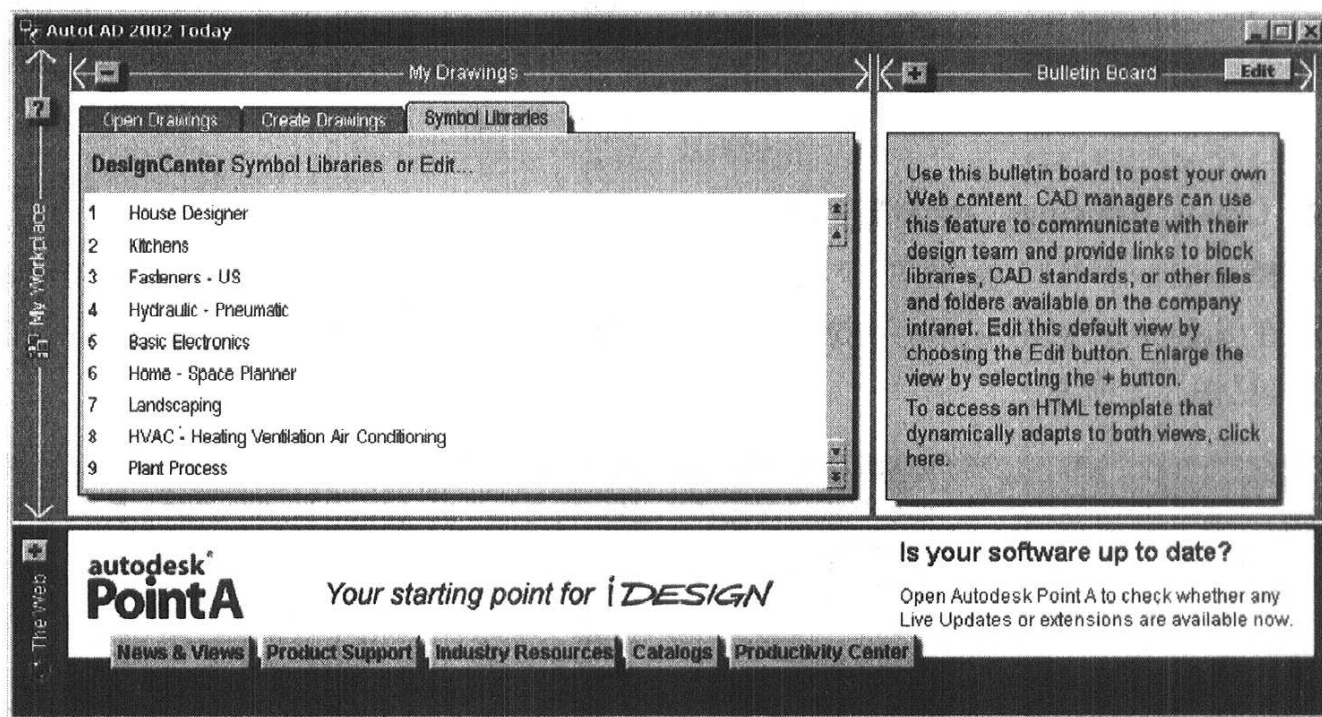 AutoCAD 2002 Today
My Workplace
?
My Drawings
Open Drawings
Create Drawings
Symbol Libraries
DesignCenter Symbol Libraries or Edit...
1 House Designer
2 Kitchens
3 Fasteners - US
4 Hydraulic - Pneumatic
5 Basic Electronics
6 Home - Space Planner
7 Landscaping
8 HVAC - Heating Ventilation Air Conditioning
9 Plant Process
Bulletin Board
Edit
Use this bulletin board to post your own
Web content. CAD managers can use
this feature to communicate with their
design team and provide links to block
libraries, CAD standards, or other files
and folders available on the company
intranet. Edit this default view by
choosing the Edit button. Enlarge the
view by selecting the + button.
To access an HTML template that
dynamically adapts to both views, click
here.
The Web
autodesk®
Point A
Your starting point for i DESIGN
Is your software up to date?
Open Autodesk Point A to check whether any
Live Updates or extensions are available now.
News & Views
Product Support
Industry Resources
Catalogs
Productivity Center